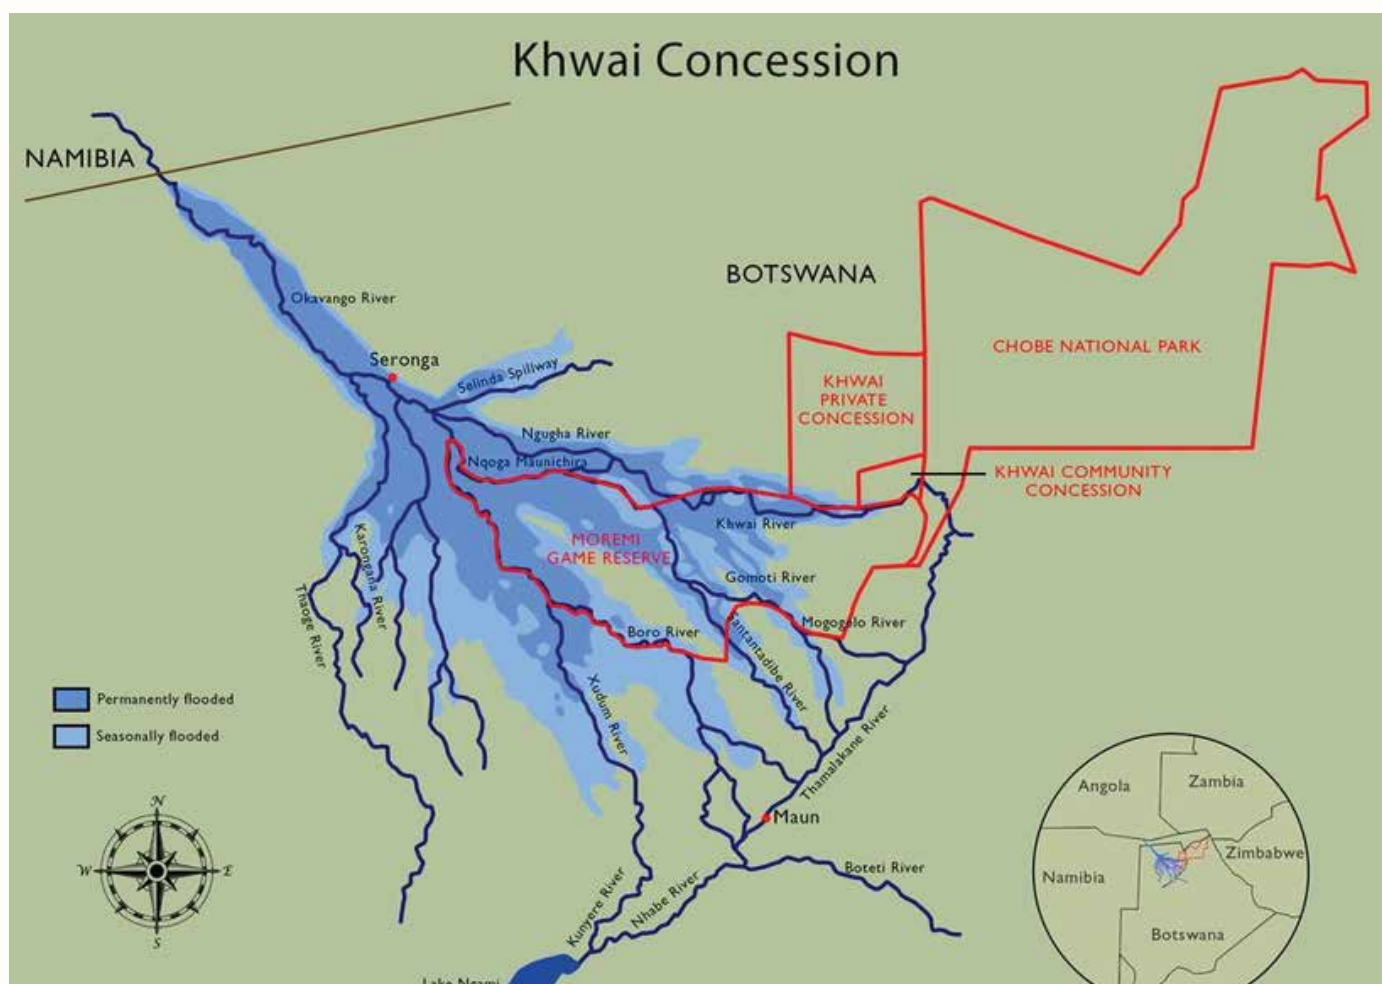 Khwai Concession
NAMIBIA
BOTSWANA
Okavango River
Seronga
Selinda Spillway
CHOBE NATIONAL PARK
KHWAI
PRIVATE
CONCESSION
Ngugha River
Nqoga Maunichira
KHWAI COMMUNITY
CONCESSION
Khwai River
MOREMI
GAME RESERVE
Karongana River
Thaoge River
Gomoti River
Mogogelo River
Boro River
Santantadibe River
Xudum River
Permanently flooded
Seasonally flooded
Thamalakane River
Maun
Boteti River
Kunyere River
Nhabe River
Lake Ngami
N
W
E
S
Angola
Zambia
Zimbabwe
Namibia
Botswana